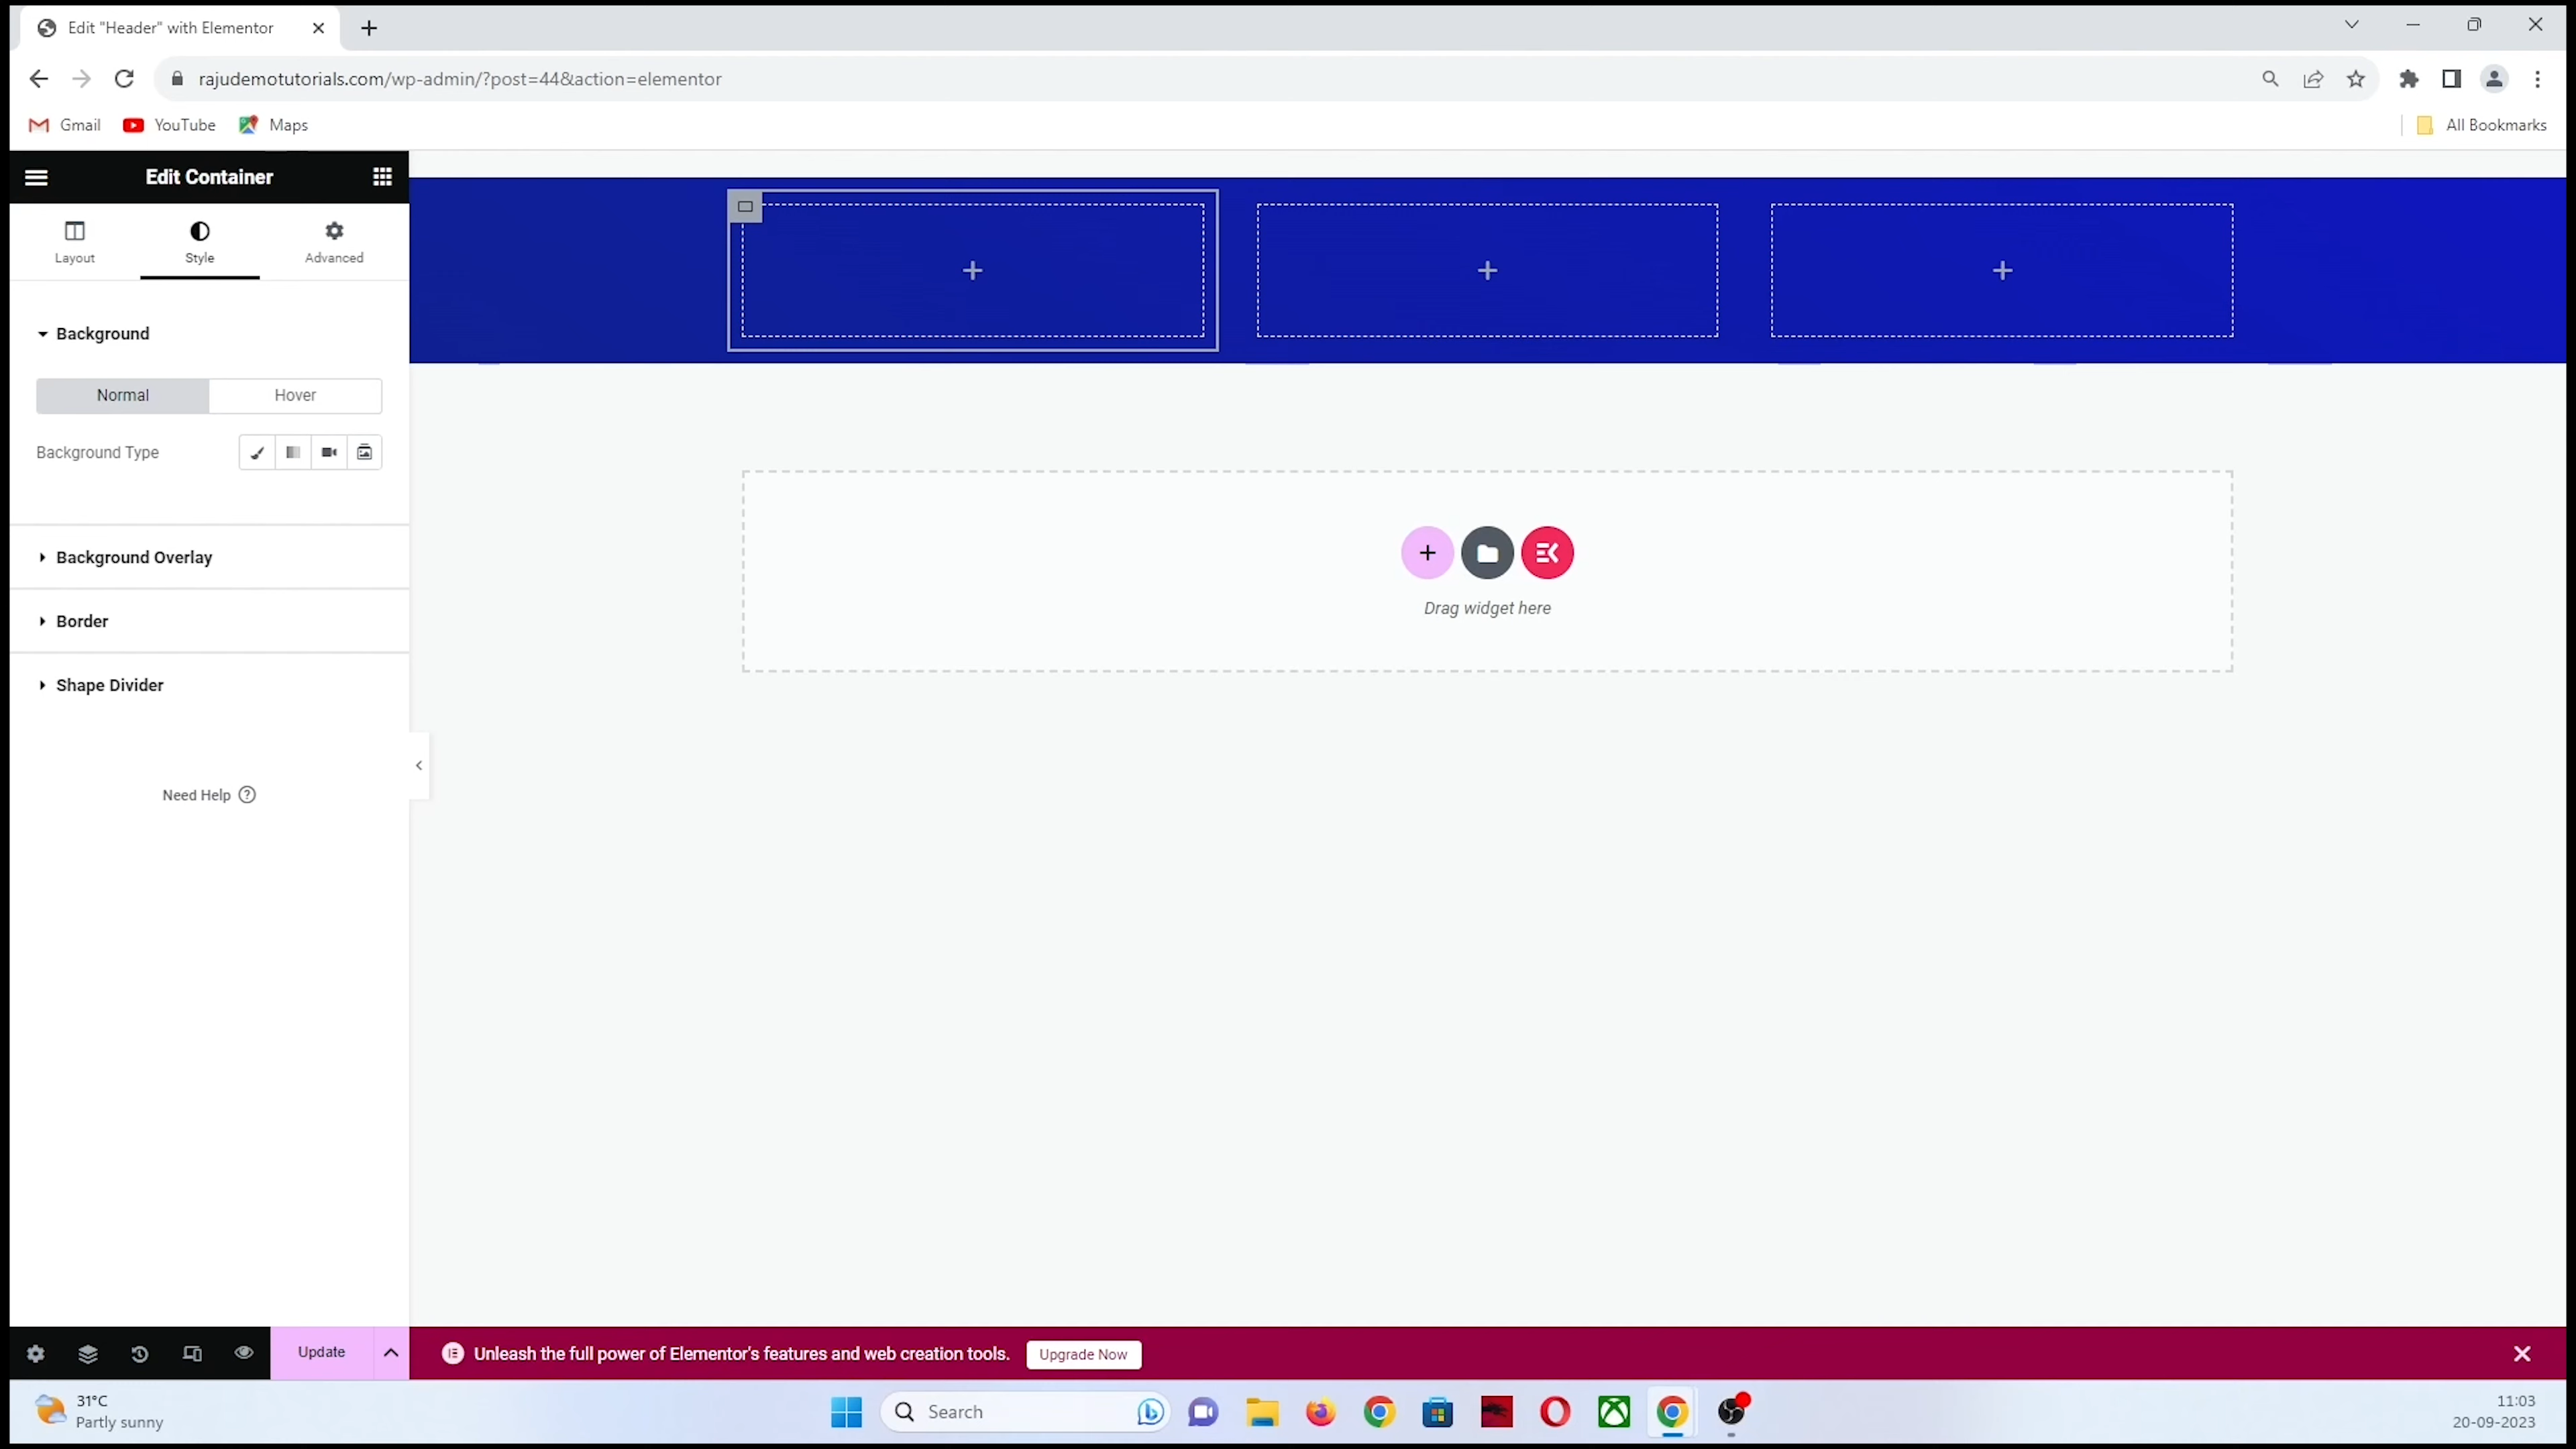 Edit "Header" with Elementor
rajudemotutorials.com/wp-admin/?post=44&action=elementor
Gmail YouTube Maps All Bookmarks
Edit Container
Layout Style Advanced
Background
Normal Hover
Background Type
Background Overlay
Border
Shape Divider
Need Help
Drag widget here
Update
Unleash the full power of Elementor's features and web creation tools. Upgrade Now
31°C
Partly sunny
Search
11:03
20-09-2023